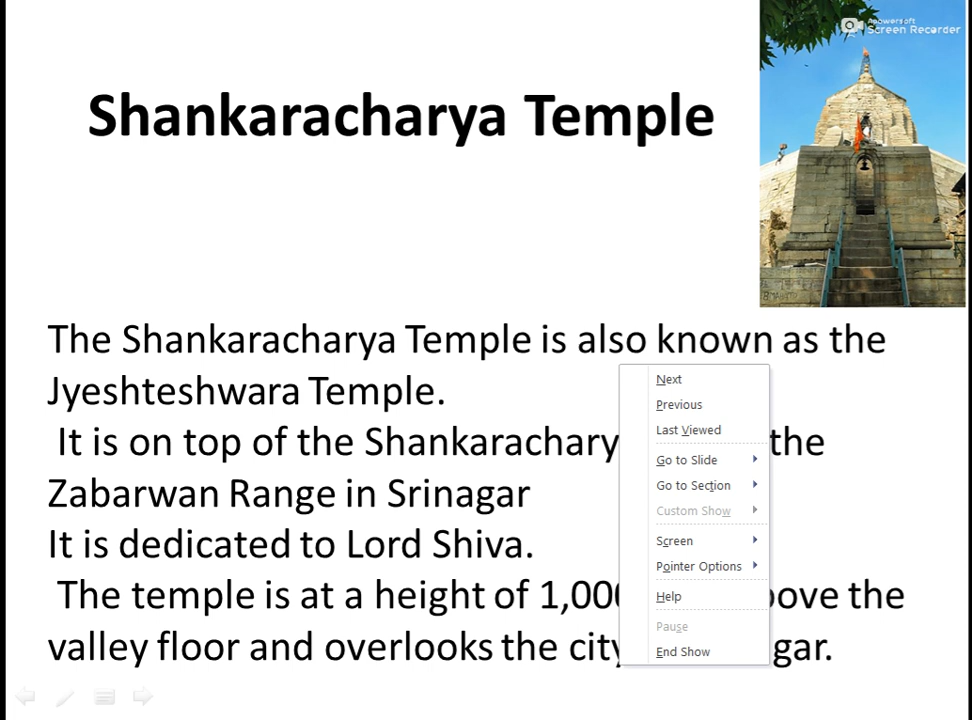 Apowersoft
Screen Recorder
Shankaracharya Temple
The Shankaracharya Temple is also known as the
Jyeshteshwara Temple.
It is on top of the Shankarachary the
Zabarwan Range in Srinagar
It is dedicated to Lord Shiva.
The temple is at a height of 1,000 above the
valley floor and overlooks the city gar.
Next
Previous
Last Viewed
Go to Slide
Go to Section
Custom Show
Screen
Pointer Options
Help
Pause
End Show